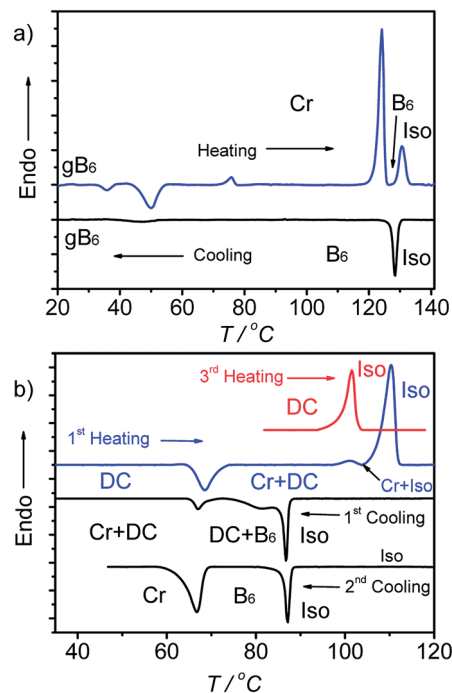 a)
Endo
Cr
B6
Iso
gB6
Heating
gB6
Cooling
B6
Iso
20 40 60 80 100 120 140
T / °C
b)
Endo
3rd Heating
Iso
DC
Iso
1st Heating
DC
Cr+DC
Cr+Iso
Cr+DC
DC+B6
Iso
1st Cooling
Iso
Cr
B6
Iso
2nd Cooling
40 60 80 100 120
T / °C